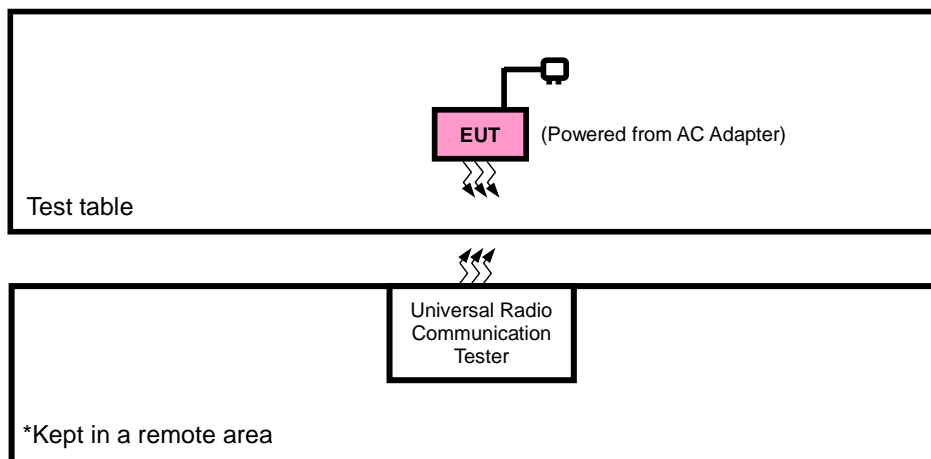 EUT
(Powered from AC Adapter)
Test table
Universal Radio
Communication
Tester
*Kept in a remote area